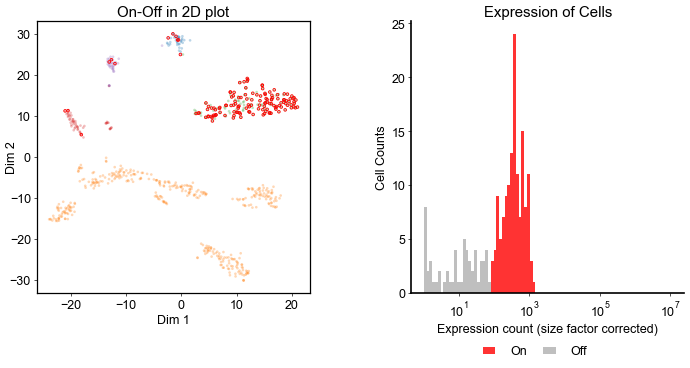 On-Off in 2D plot
30
20
10
0
−10
−20
−30
Dim 2
−20 −10 0 10 20
Dim 1
Expression of Cells
25
20
15
10
5
0
Cell Counts
10^1 10^3 10^5 10^7
Expression count (size factor corrected)
On Off